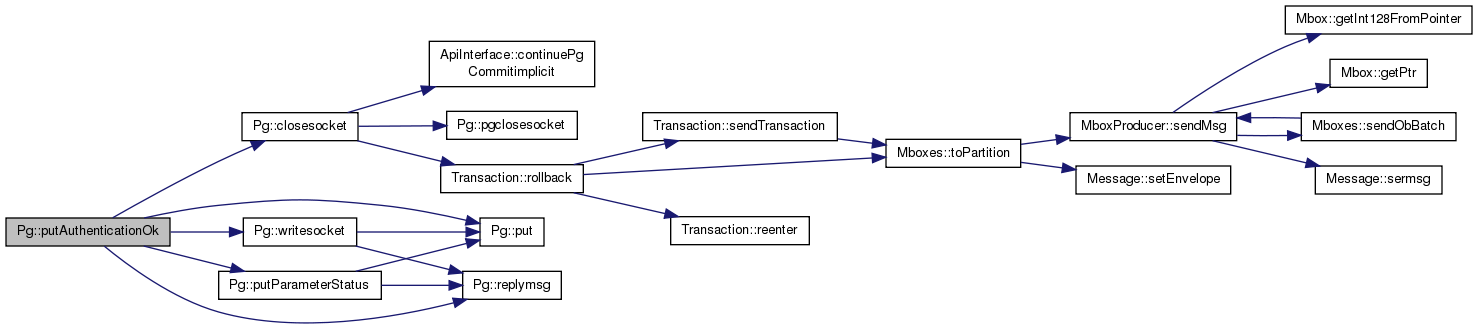 Mbox::getInt128FromPointer
ApiInterface::continuePg
Commitimplicit
Mbox::getPtr
Pg::closesocket
Pg::pgclosesocket
Transaction::sendTransaction
MboxProducer::sendMsg
Mboxes::sendObBatch
Mboxes::toPartition
Transaction::rollback
Message::setEnvelope
Message::sermsg
Pg::putAuthenticationOk
Pg::writesocket
Pg::put
Transaction::reenter
Pg::putParameterStatus
Pg::replymsg